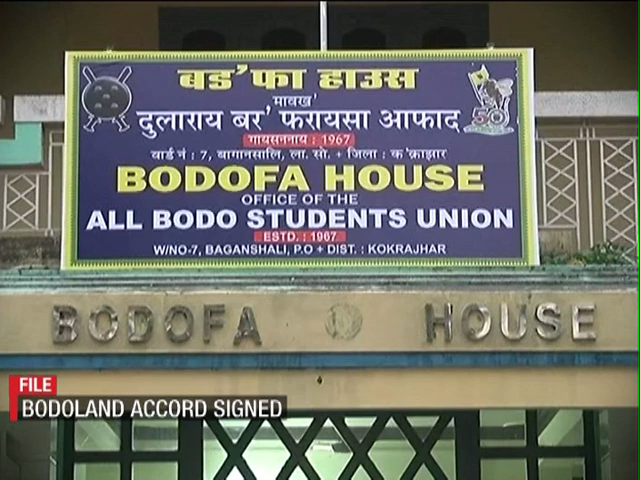 बड'फा हाउस
मावख'
दुलाराय बर' फरायसा आफाद
गायसननाय : 1967
वार्ड नं : 7, बागानसालि, ला. सो. + जिला : क'क्राझार
50
BODOFA HOUSE
OFFICE OF THE
ALL BODO STUDENTS UNION
ESTD. : 1967
W/NO-7, BAGANSHALI, P.O + DIST. : KOKRAJHAR
BODOFA HOUSE
FILE
BODOLAND ACCORD SIGNED